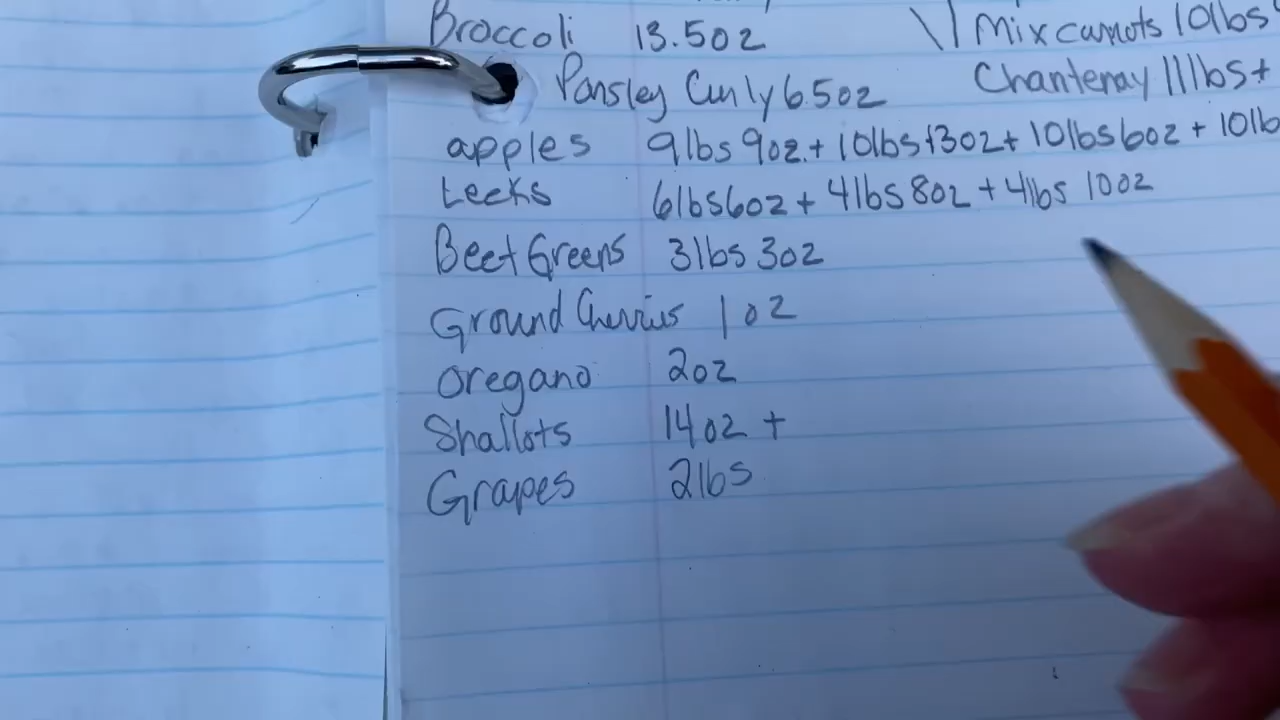 Broccoli 13.5oz
\| Mix carrots 10lbs
Parsley Curly 6.5oz
Chantenay 11lbs+
apples 9lbs 9oz. + 10lbs 13oz + 10lbs 6oz + 10lb
Leeks 6lbs 6oz + 4lbs 8oz + 4lbs 10oz
Beet Greens 3lbs 3oz
Ground Cherries 1oz
Oregano 2oz
Shallots 14oz +
Grapes 2lbs